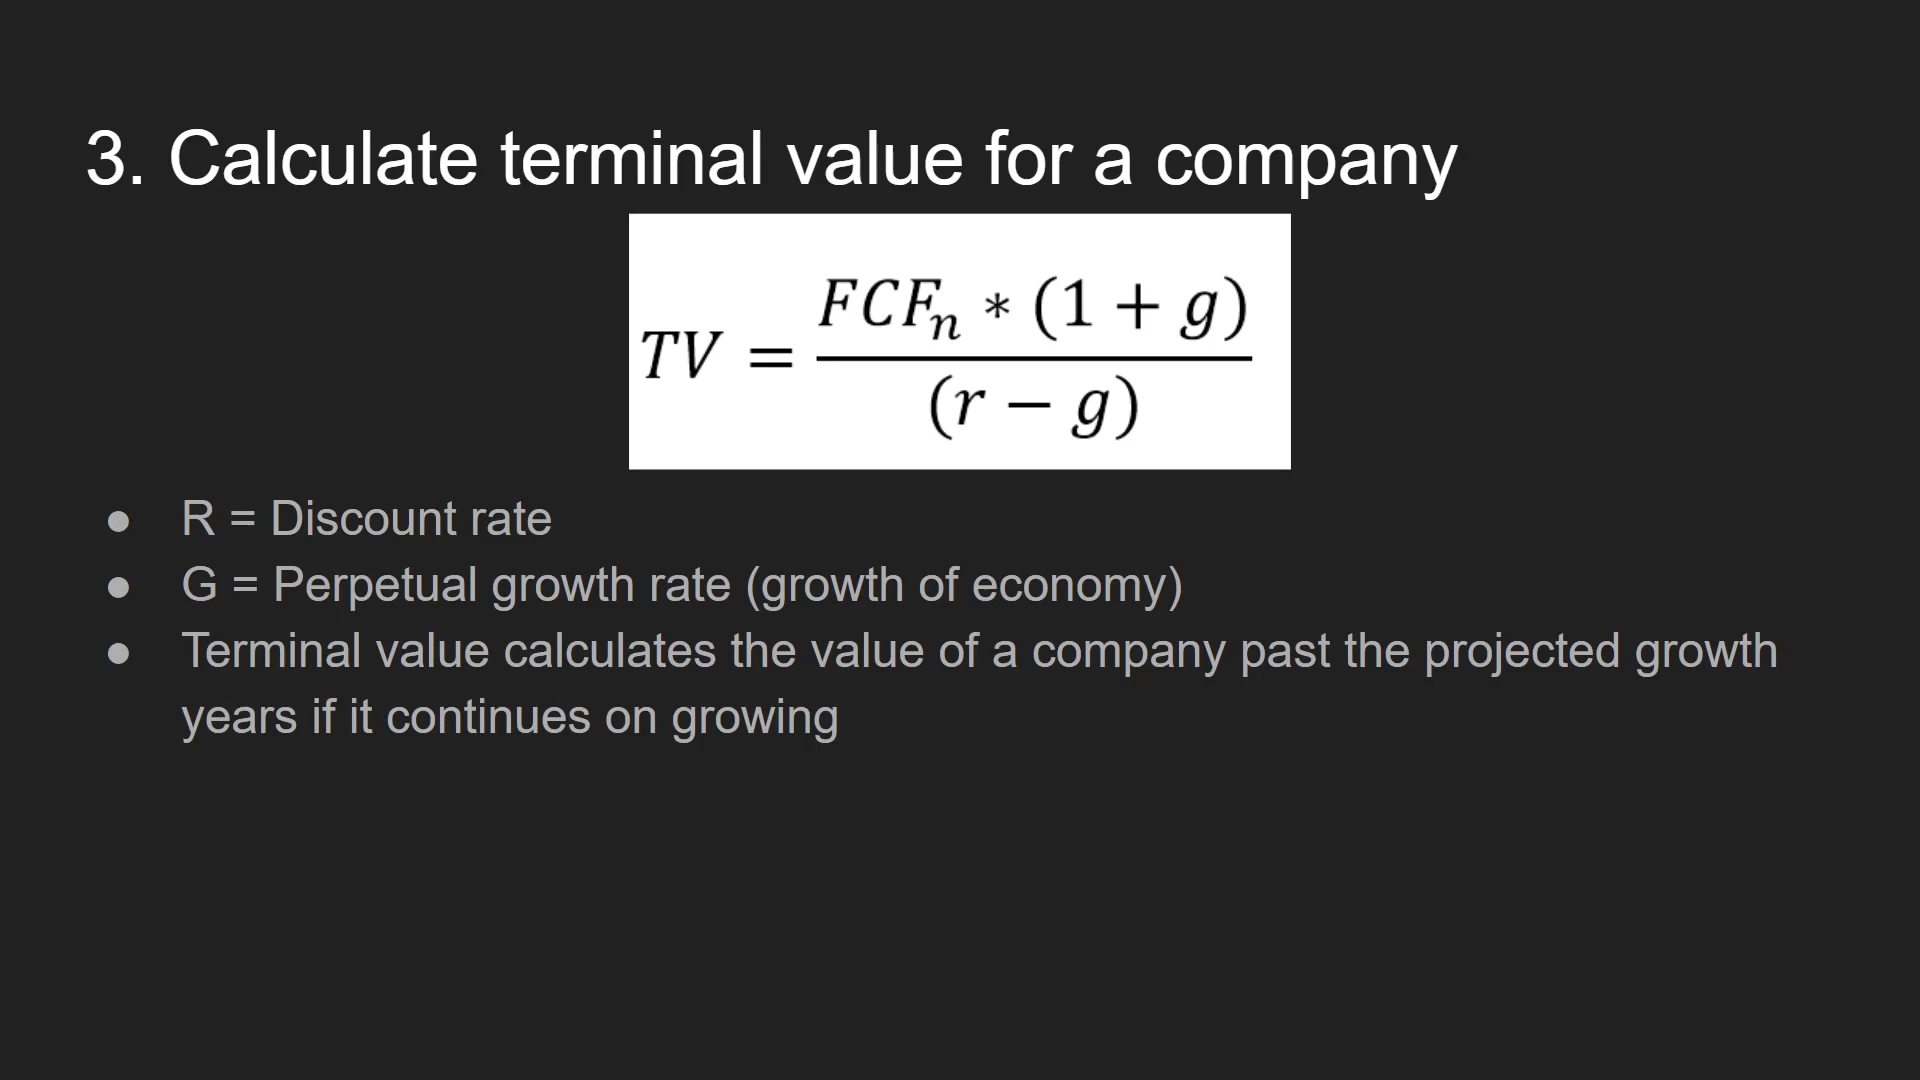 3. Calculate terminal value for a company
TV = FCFₙ * (1 + g)
(r − g)
● R = Discount rate
● G = Perpetual growth rate (growth of economy)
● Terminal value calculates the value of a company past the projected growth
years if it continues on growing